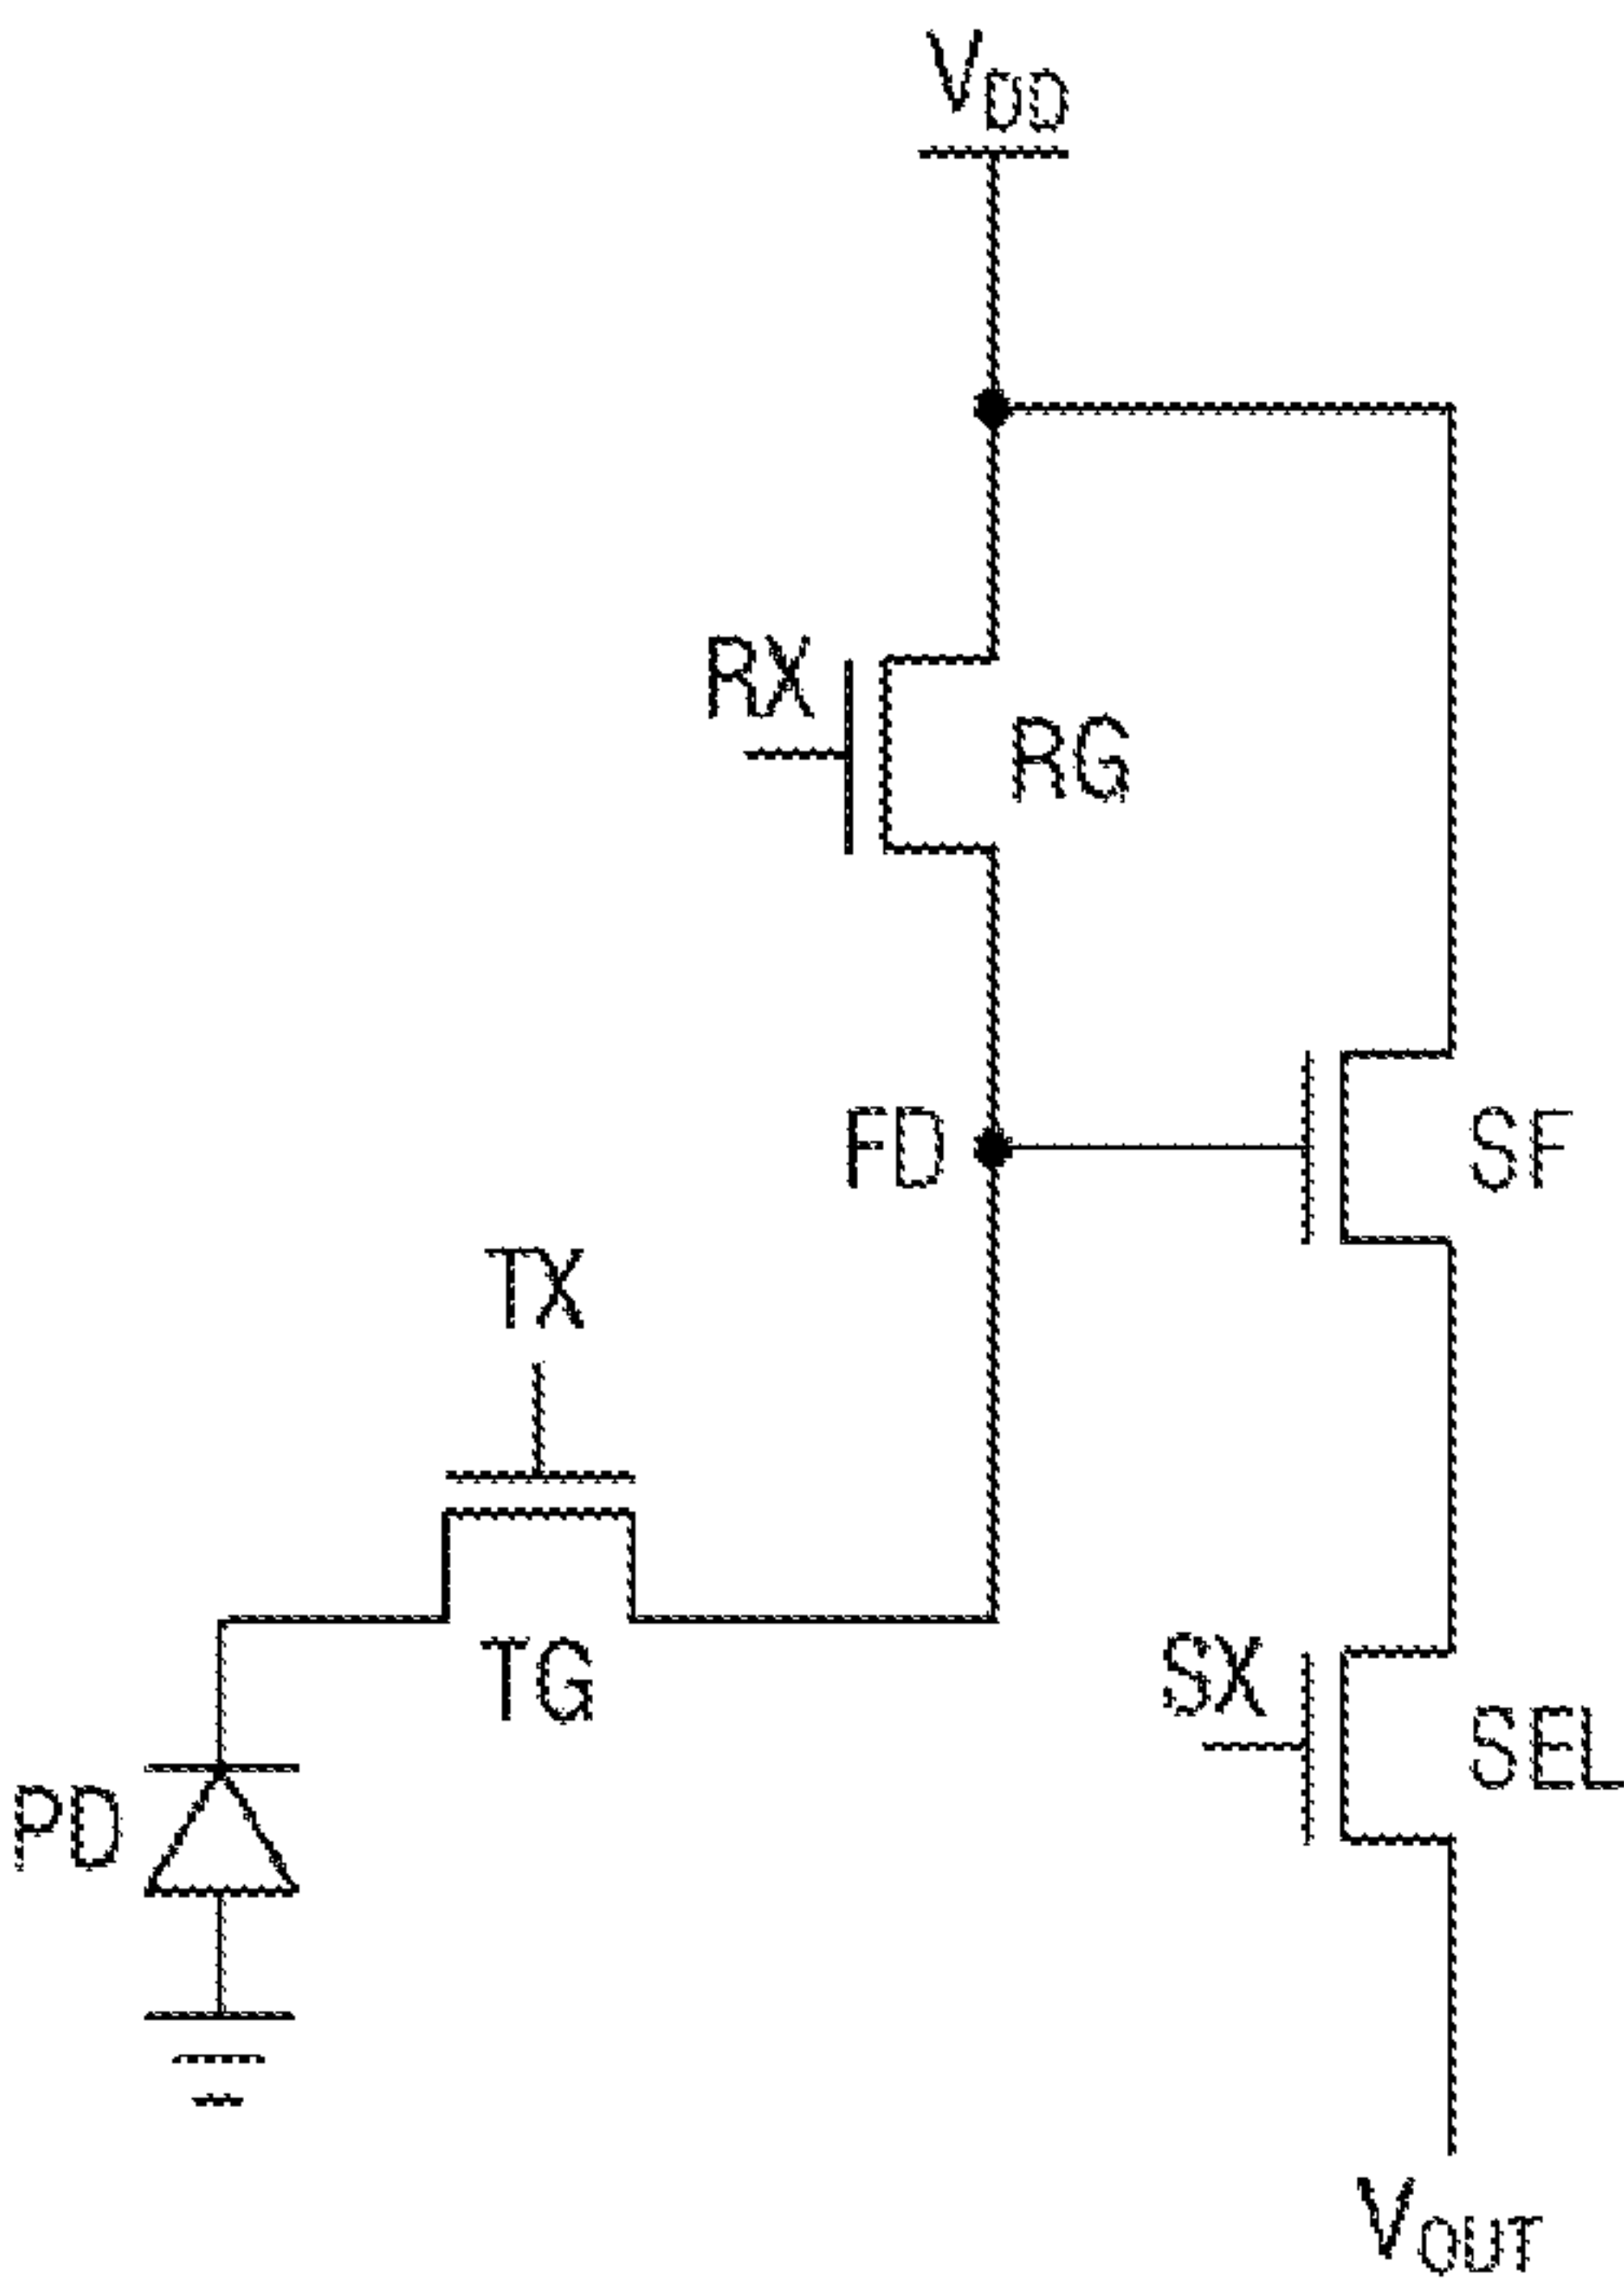 VDD
RX
RG
FD
SF
TX
TG
SX
SEL
PD
VOUT